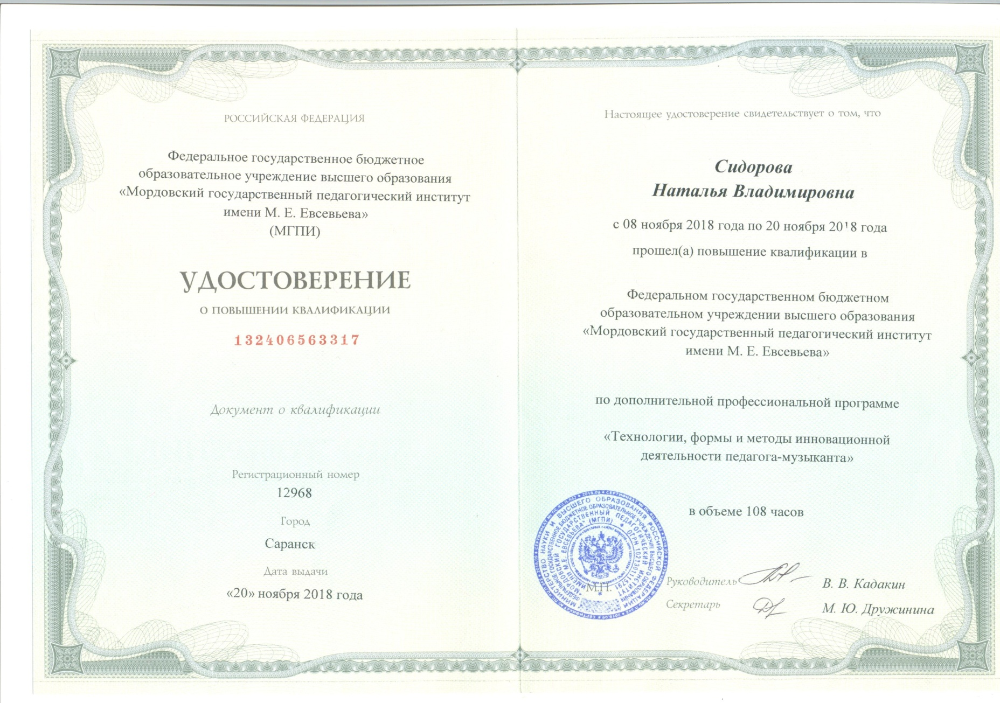 РОССИЙСКАЯ ФЕДЕРАЦИЯ
Федеральное государственное бюджетное
образовательное учреждение высшего образования
«Мордовский государственный педагогический институт
имени М. Е. Евсевьева»
(МГПИ)
УДОСТОВЕРЕНИЕ
О ПОВЫШЕНИИ КВАЛИФИКАЦИИ
132406563317
Документ о квалификации
Регистрационный номер
12968
Город
Саранск
Дата выдачи
«20» ноября 2018 года
Настоящее удостоверение свидетельствует о том, что
Сидорова
Наталья Владимировна
с 08 ноября 2018 года по 20 ноября 2018 года
прошел(а) повышение квалификации в
Федеральном государственном бюджетном
образовательном учреждении высшего образования
«Мордовский государственный педагогический институт
имени М. Е. Евсевьева»
по дополнительной профессиональной программе
«Технологии, формы и методы инновационной
деятельности педагога-музыканта»
в объеме 108 часов
МИНИСТЕРСТВО НАУКИ И ВЫСШЕГО ОБРАЗОВАНИЯ РОССИЙСКОЙ ФЕДЕРАЦИИ
ФЕДЕРАЛЬНОЕ ГОСУДАРСТВЕННОЕ БЮДЖЕТНОЕ ОБРАЗОВАТЕЛЬНОЕ УЧРЕЖДЕНИЕ ВЫСШЕГО ОБРАЗОВАНИЯ
"МОРДОВСКИЙ ГОСУДАРСТВЕННЫЙ ПЕДАГОГИЧЕСКИЙ ИНСТИТУТ
ИМЕНИ М.Е. ЕВСЕВЬЕВА" (МГПИ) * ОГРН 1021301115791 *
М.П.
Руководитель В. В. Кадакин
Секретарь М. Ю. Дружинина